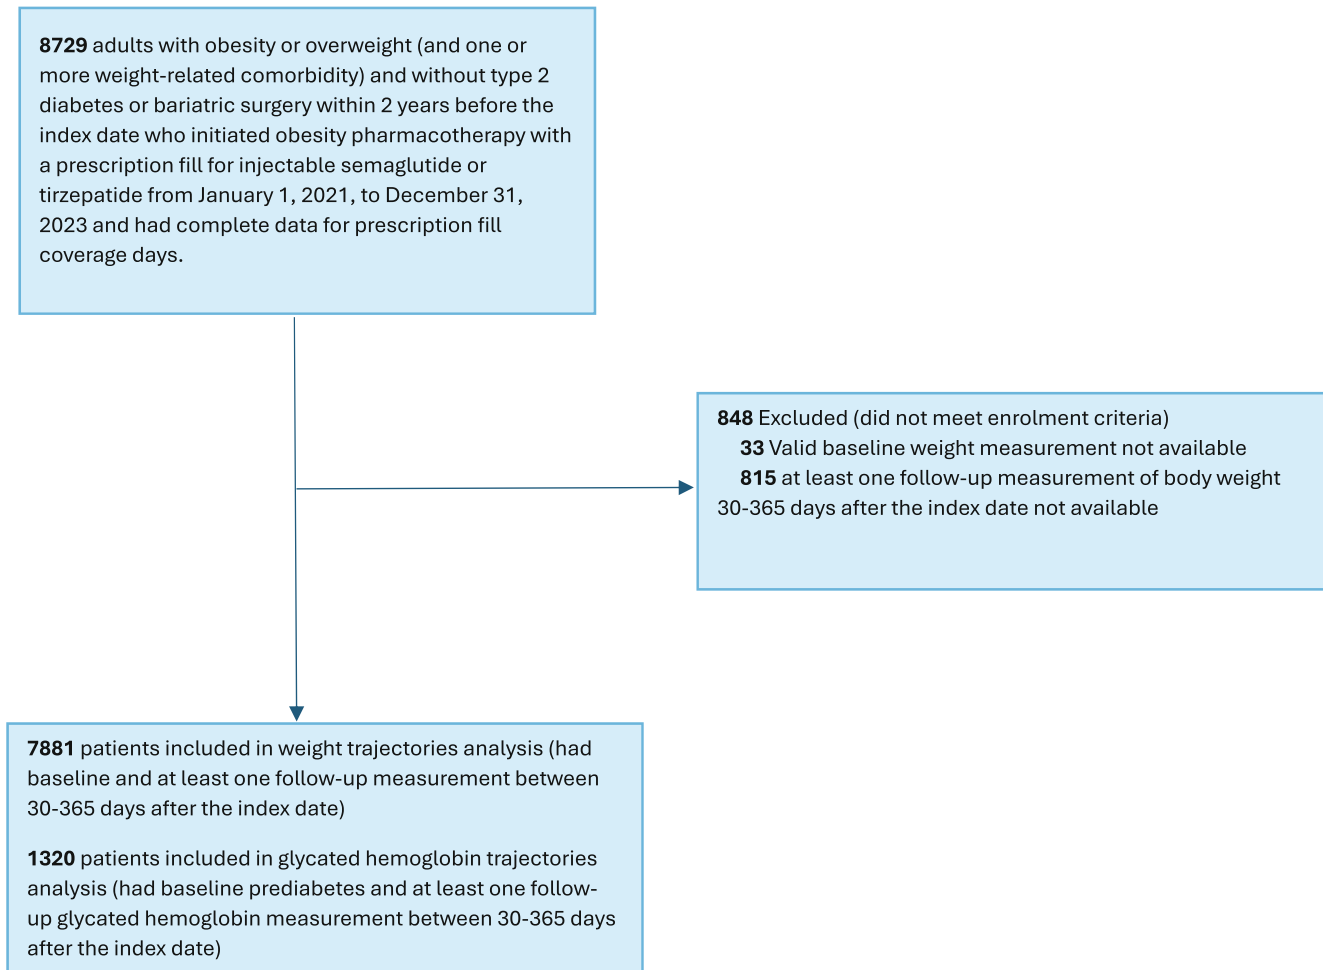 8729 adults with obesity or overweight (and one or
more weight-related comorbidity) and without type 2
diabetes or bariatric surgery within 2 years before the
index date who initiated obesity pharmacotherapy with
a prescription fill for injectable semaglutide or
tirzepatide from January 1, 2021, to December 31,
2023 and had complete data for prescription fill
coverage days.
848 Excluded (did not meet enrolment criteria)
33 Valid baseline weight measurement not available
815 at least one follow-up measurement of body weight
30-365 days after the index date not available
7881 patients included in weight trajectories analysis (had
baseline and at least one follow-up measurement between
30-365 days after the index date)
1320 patients included in glycated hemoglobin trajectories
analysis (had baseline prediabetes and at least one follow-
up glycated hemoglobin measurement between 30-365 days
after the index date)